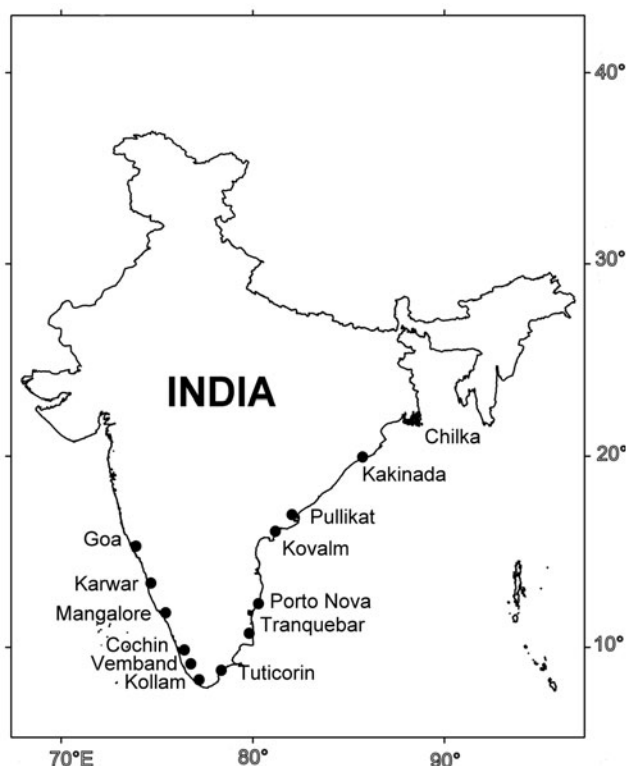 40°
30°
INDIA
Chilka
20°
Kakinada
Pullikat
Goa
Kovalm
Karwar
Porto Nova
Mangalore
Tranquebar
Cochin
10°
Vemband
Tuticorin
Kollam
70°E
80°
90°